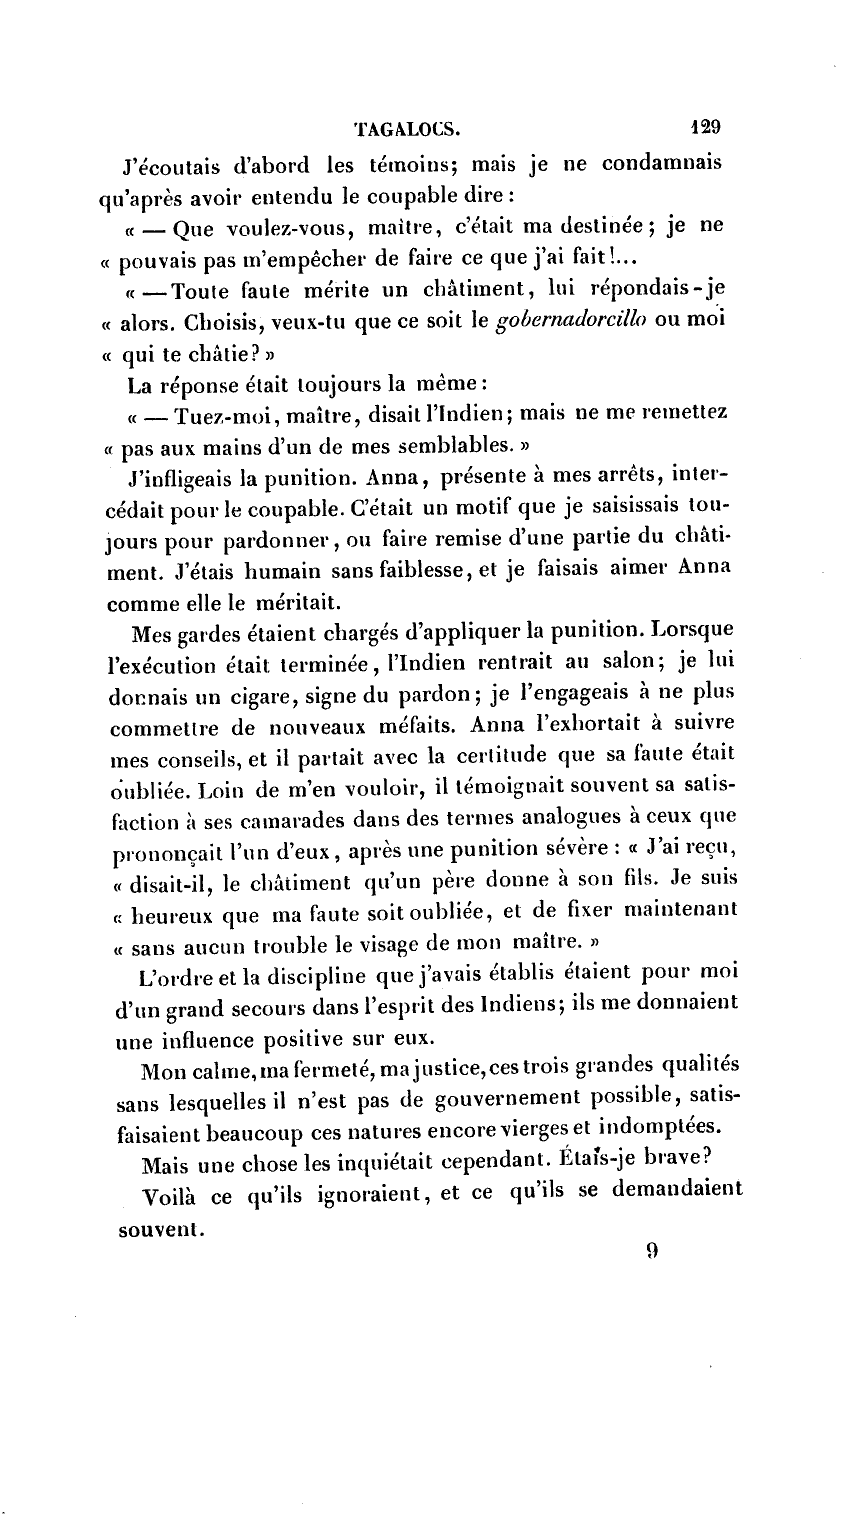 TAGALOCS. 129
J'écoutais d'abord les témoins; mais je ne condamnais
qu'après avoir entendu le coupable dire :
« — Que voulez-vous, maître, c'était ma destinée; je ne
« pouvais pas m'empêcher de faire ce que j'ai fait!...
« — Toute faute mérite un châtiment, lui répondais-je
« alors. Choisis, veux-tu que ce soit le gobernadorcillo ou moi
« qui te châtie? »
La réponse était toujours la même :
« — Tuez-moi, maître, disait l'Indien; mais ne me remettez
« pas aux mains d'un de mes semblables. »
J'infligeais la punition. Anna, présente à mes arrêts, inter-
cédait pour le coupable. C'était un motif que je saisissais tou-
jours pour pardonner, ou faire remise d'une partie du châti-
ment. J'étais humain sans faiblesse, et je faisais aimer Anna
comme elle le méritait.
Mes gardes étaient chargés d'appliquer la punition. Lorsque
l'exécution était terminée, l'Indien rentrait au salon; je lui
donnais un cigare, signe du pardon; je l'engageais à ne plus
commettre de nouveaux méfaits. Anna l'exhortait à suivre
mes conseils, et il partait avec la certitude que sa faute était
oubliée. Loin de m'en vouloir, il témoignait souvent sa satis-
faction à ses camarades dans des termes analogues à ceux que
prononçait l'un d'eux, après une punition sévère : « J'ai reçu,
« disait-il, le châtiment qu'un père donne à son fils. Je suis
« heureux que ma faute soit oubliée, et de fixer maintenant
« sans aucun trouble le visage de mon maître. »
L'ordre et la discipline que j'avais établis étaient pour moi
d'un grand secours dans l'esprit des Indiens; ils me donnaient
une influence positive sur eux.
Mon calme, ma fermeté, ma justice, ces trois grandes qualités
sans lesquelles il n'est pas de gouvernement possible, satis-
faisaient beaucoup ces natures encore vierges et indomptées.
Mais une chose les inquiétait cependant. Étais-je brave?
Voilà ce qu'ils ignoraient, et ce qu'ils se demandaient
souvent.
9